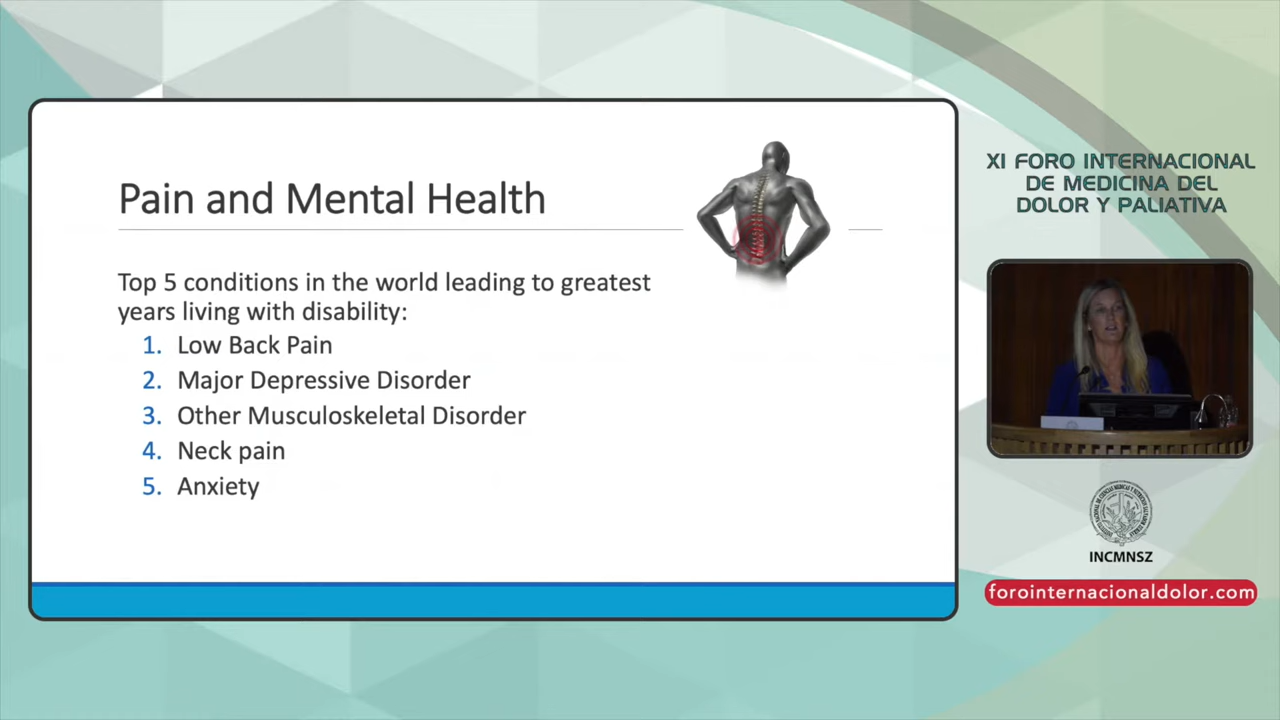 Pain and Mental Health
Top 5 conditions in the world leading to greatest
years living with disability:
1. Low Back Pain
2. Major Depressive Disorder
3. Other Musculoskeletal Disorder
4. Neck pain
5. Anxiety
XI FORO INTERNACIONAL
DE MEDICINA DEL
DOLOR Y PALIATIVA
INCMNSZ
forointernacionaldolor.com